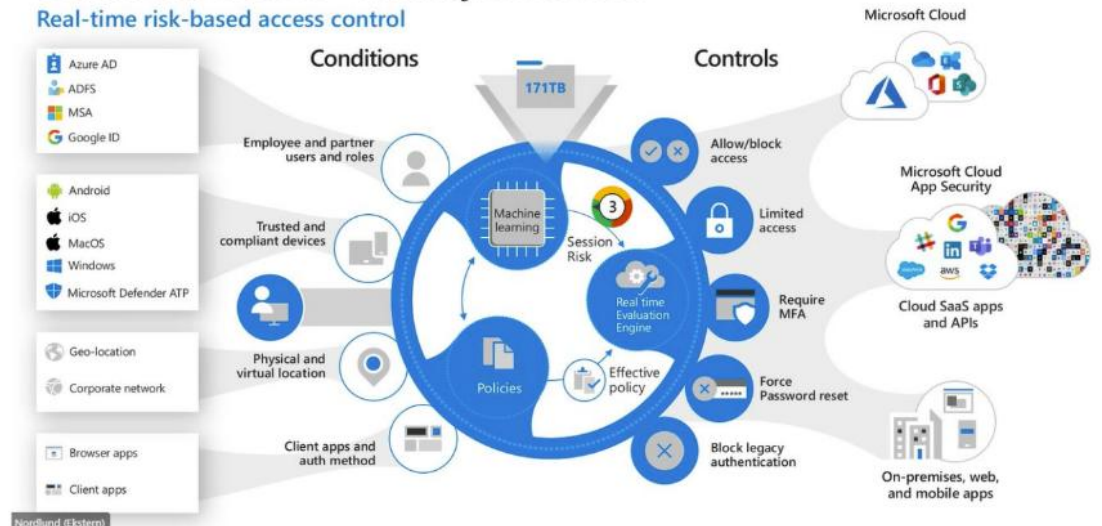 Real-time risk-based access control
Azure AD
ADFS
MSA
Google ID
Android
iOS
MacOS
Windows
Microsoft Defender ATP
Geo-location
Corporate network
Browser apps
Client apps
Conditions
Employee and partner
users and roles
Trusted and
compliant devices
Physical and
virtual location
Client apps and
auth method
171TB
Machine
learning
3
Session
Risk
Real time
Evaluation
Engine
Policies
Effective
policy
Controls
Allow/block
access
Limited
access
Require
MFA
Force
Password reset
Block legacy
authentication
Microsoft Cloud
Microsoft Cloud
App Security
aws
Cloud SaaS apps
and APIs
On-premises, web,
and mobile apps
Nordlund (Ekstern)